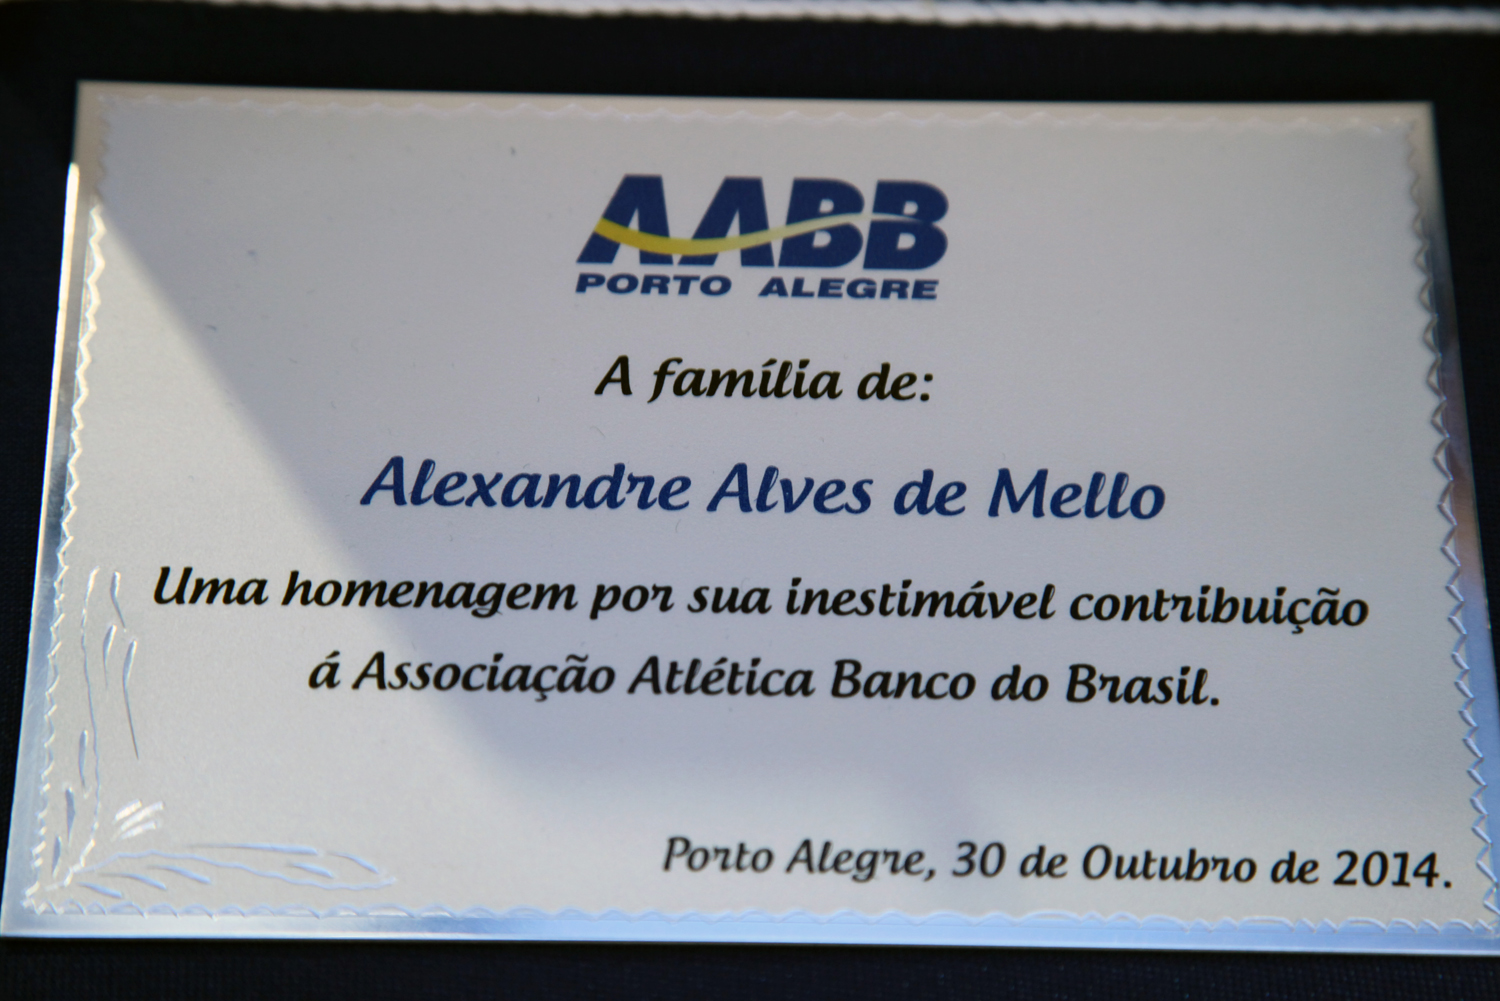 AABB
PORTO ALEGRE
A família de:
Alexandre Alves de Mello
Uma homenagem por sua inestimável contribuição
á Associação Atlética Banco do Brasil.
Porto Alegre, 30 de Outubro de 2014.